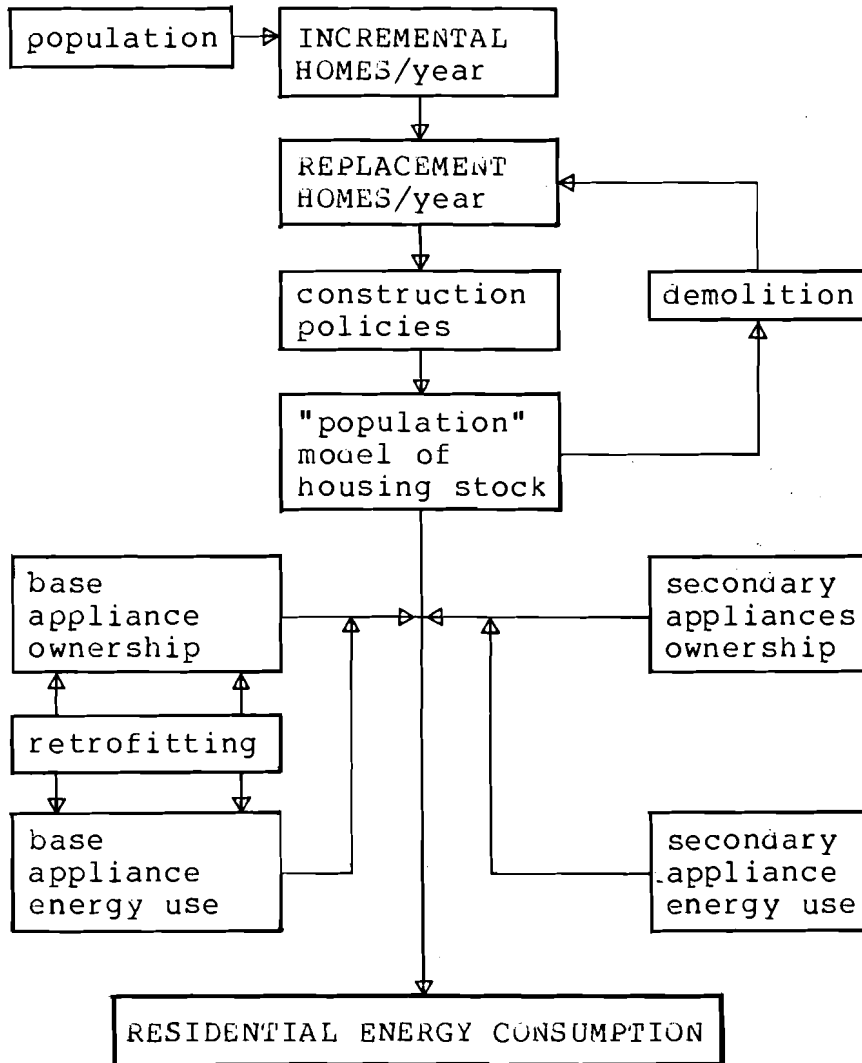 population
INCREMENTAL
HOMES/year
REPLACEMENT
HOMES/year
construction
policies
demolition
"population"
model of
housing stock
base
appliance
ownership
secondary
appliances
ownership
retrofitting
base
appliance
energy use
secondary
appliance
energy use
RESIDENTIAL ENERGY CONSUMPTION